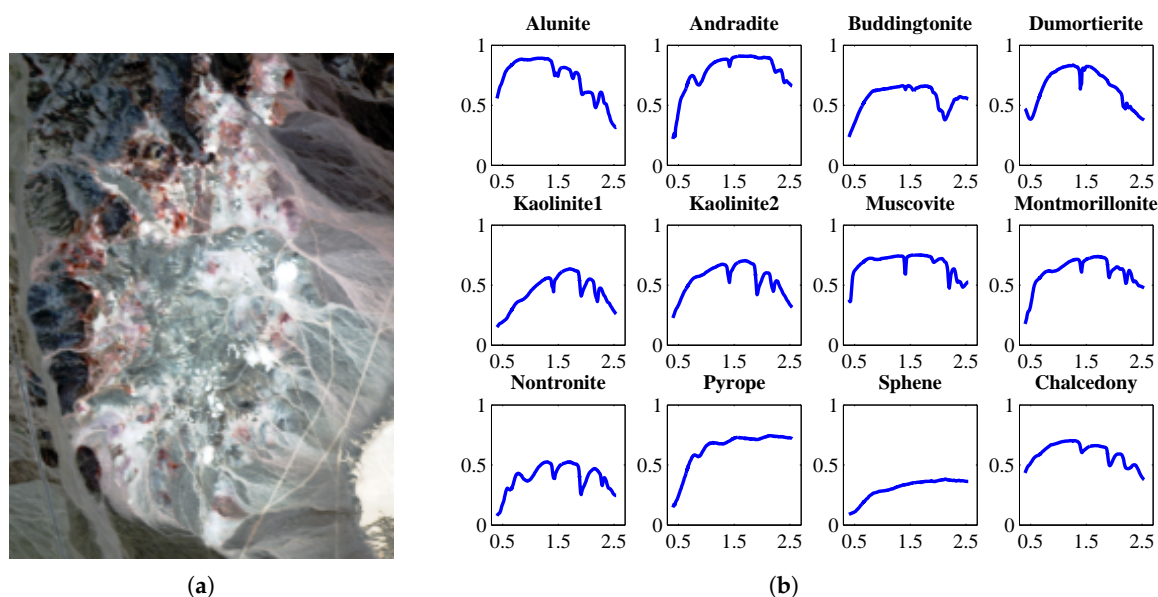 Alunite Andradite Buddingtonite Dumortierite
1 1 1 1
0.5 0.5 0.5 0.5
0 0 0 0
0.5 1.5 2.5 0.5 1.5 2.5 0.5 1.5 2.5 0.5 1.5 2.5
Kaolinite1 Kaolinite2 Muscovite Montmorillonite
1 1 1 1
0.5 0.5 0.5 0.5
0 0 0 0
0.5 1.5 2.5 0.5 1.5 2.5 0.5 1.5 2.5 0.5 1.5 2.5
Nontronite Pyrope Sphene Chalcedony
1 1 1 1
0.5 0.5 0.5 0.5
0 0 0 0
0.5 1.5 2.5 0.5 1.5 2.5 0.5 1.5 2.5 0.5 1.5 2.5
(a) (b)